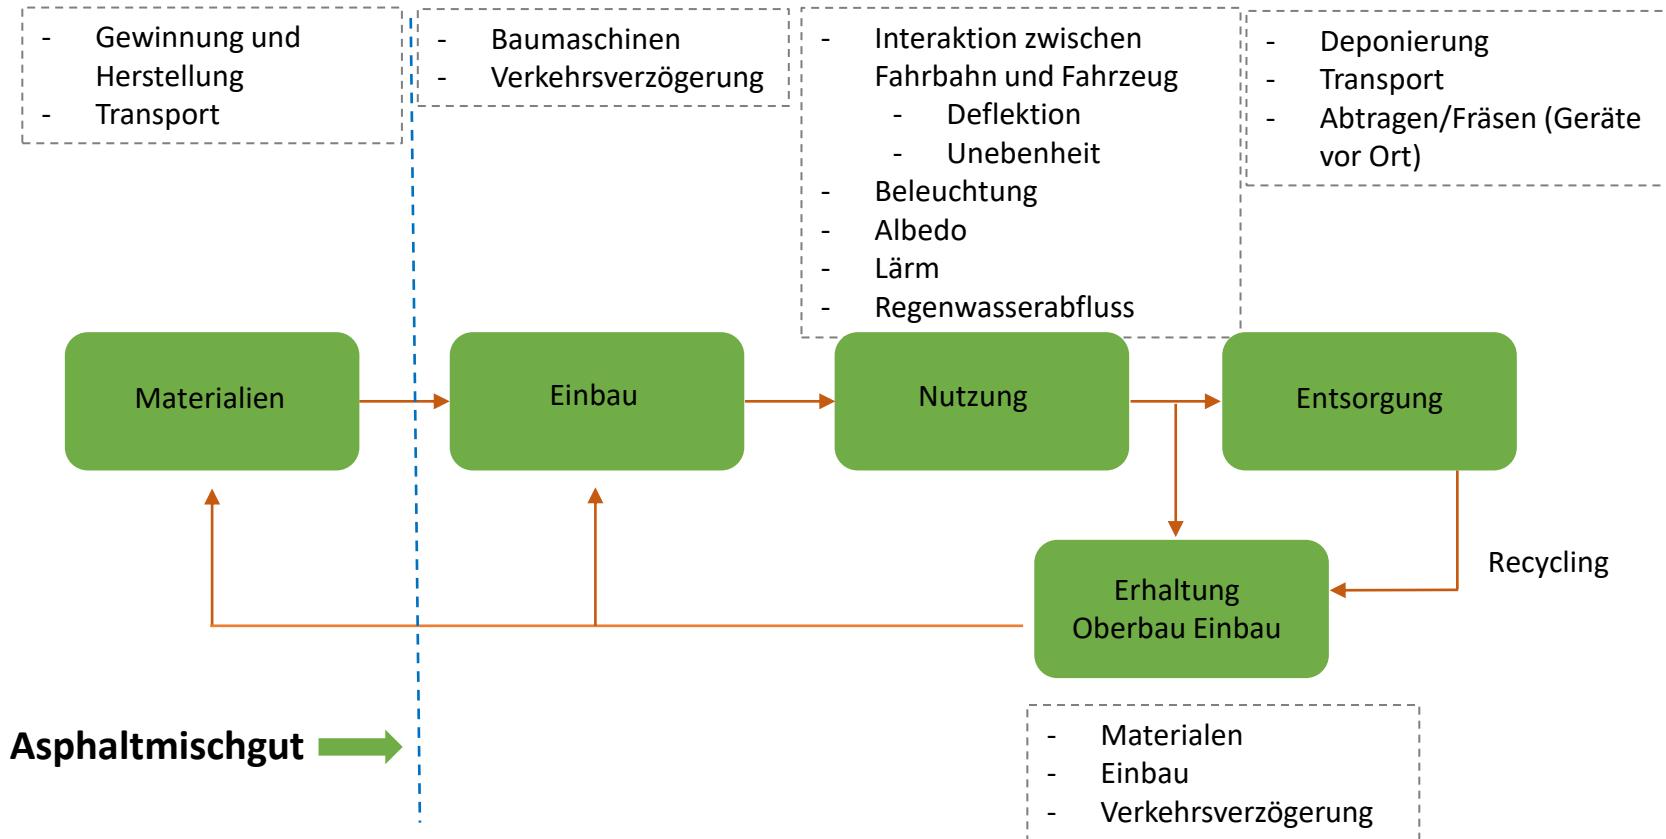 - Gewinnung und
Herstellung
- Transport
- Baumaschinen
- Verkehrsverzögerung
- Interaktion zwischen
Fahrbahn und Fahrzeug
- Deflektion
- Unebenheit
- Beleuchtung
- Albedo
- Lärm
- Regenwasserabfluss
- Deponierung
- Transport
- Abtragen/Fräsen (Geräte
vor Ort)
Materialien
Einbau
Nutzung
Entsorgung
Recycling
Erhaltung
Oberbau Einbau
Asphaltmischgut
- Materialen
- Einbau
- Verkehrsverzögerung